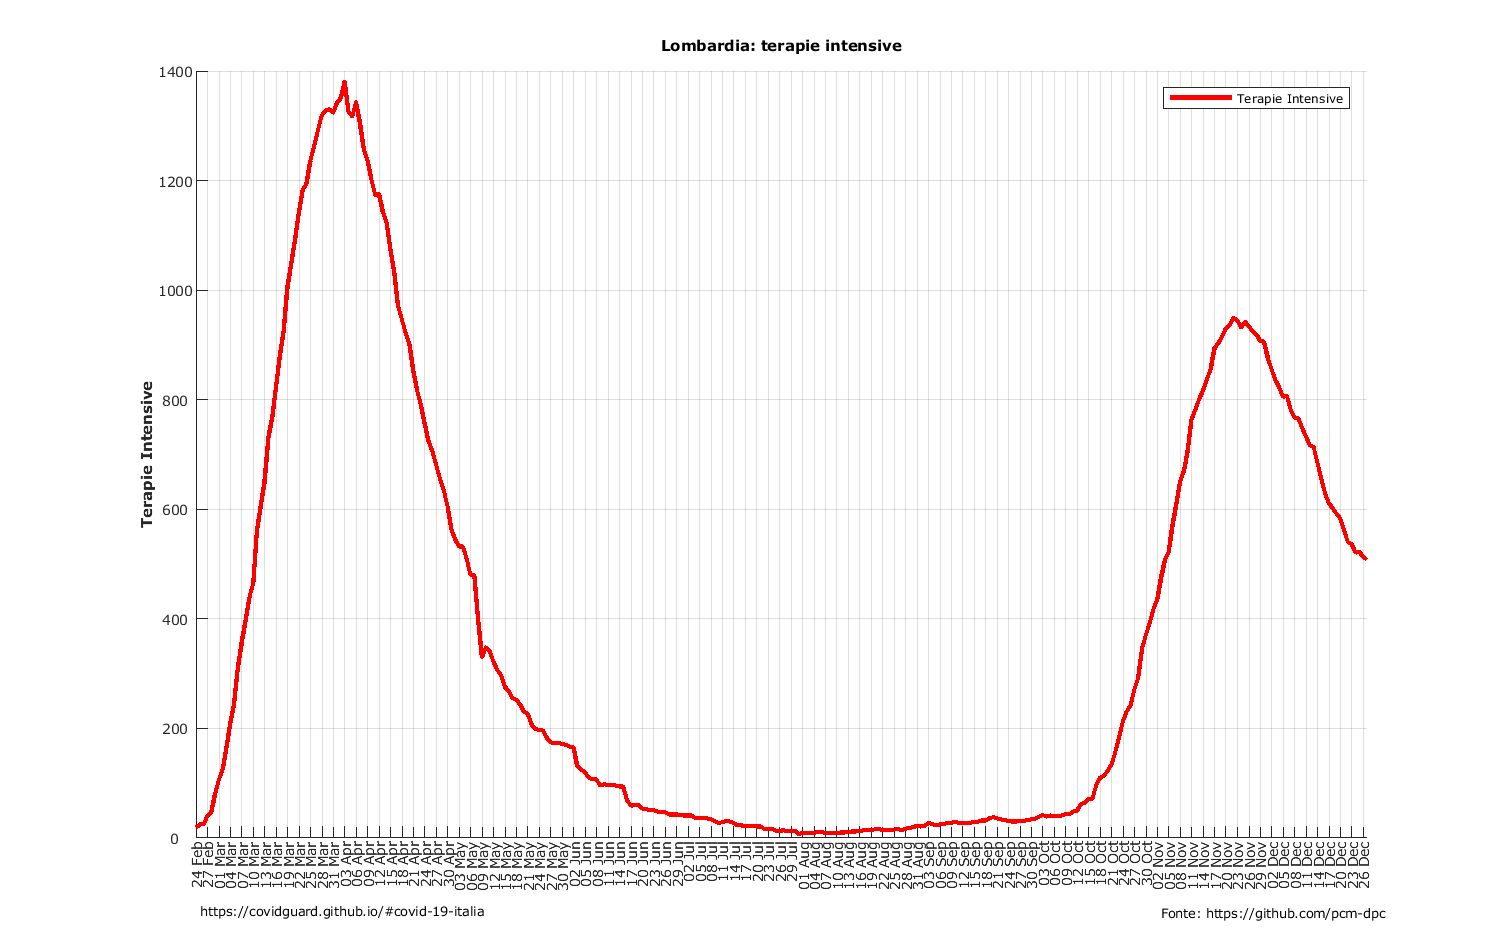 Lombardia: terapie intensive
Terapie Intensive
1400
1200
1000
800
600
400
200
0
Terapie Intensive
24 Feb
27 Feb
01 Mar
04 Mar
07 Mar
10 Mar
13 Mar
16 Mar
19 Mar
22 Mar
25 Mar
28 Mar
31 Mar
03 Apr
06 Apr
09 Apr
12 Apr
15 Apr
18 Apr
21 Apr
24 Apr
27 Apr
30 Apr
03 May
06 May
09 May
12 May
15 May
18 May
21 May
24 May
27 May
30 May
02 Jun
05 Jun
08 Jun
11 Jun
14 Jun
17 Jun
20 Jun
23 Jun
26 Jun
29 Jun
02 Jul
05 Jul
08 Jul
11 Jul
14 Jul
17 Jul
20 Jul
23 Jul
26 Jul
29 Jul
01 Aug
04 Aug
07 Aug
10 Aug
13 Aug
16 Aug
19 Aug
22 Aug
25 Aug
28 Aug
31 Aug
03 Sep
06 Sep
09 Sep
12 Sep
15 Sep
18 Sep
21 Sep
24 Sep
27 Sep
30 Sep
03 Oct
06 Oct
09 Oct
12 Oct
15 Oct
18 Oct
21 Oct
24 Oct
27 Oct
30 Oct
02 Nov
05 Nov
08 Nov
11 Nov
14 Nov
17 Nov
20 Nov
23 Nov
26 Nov
29 Nov
02 Dec
05 Dec
08 Dec
11 Dec
14 Dec
17 Dec
20 Dec
23 Dec
26 Dec
https://covidguard.github.io/#covid-19-italia
Fonte: https://github.com/pcm-dpc